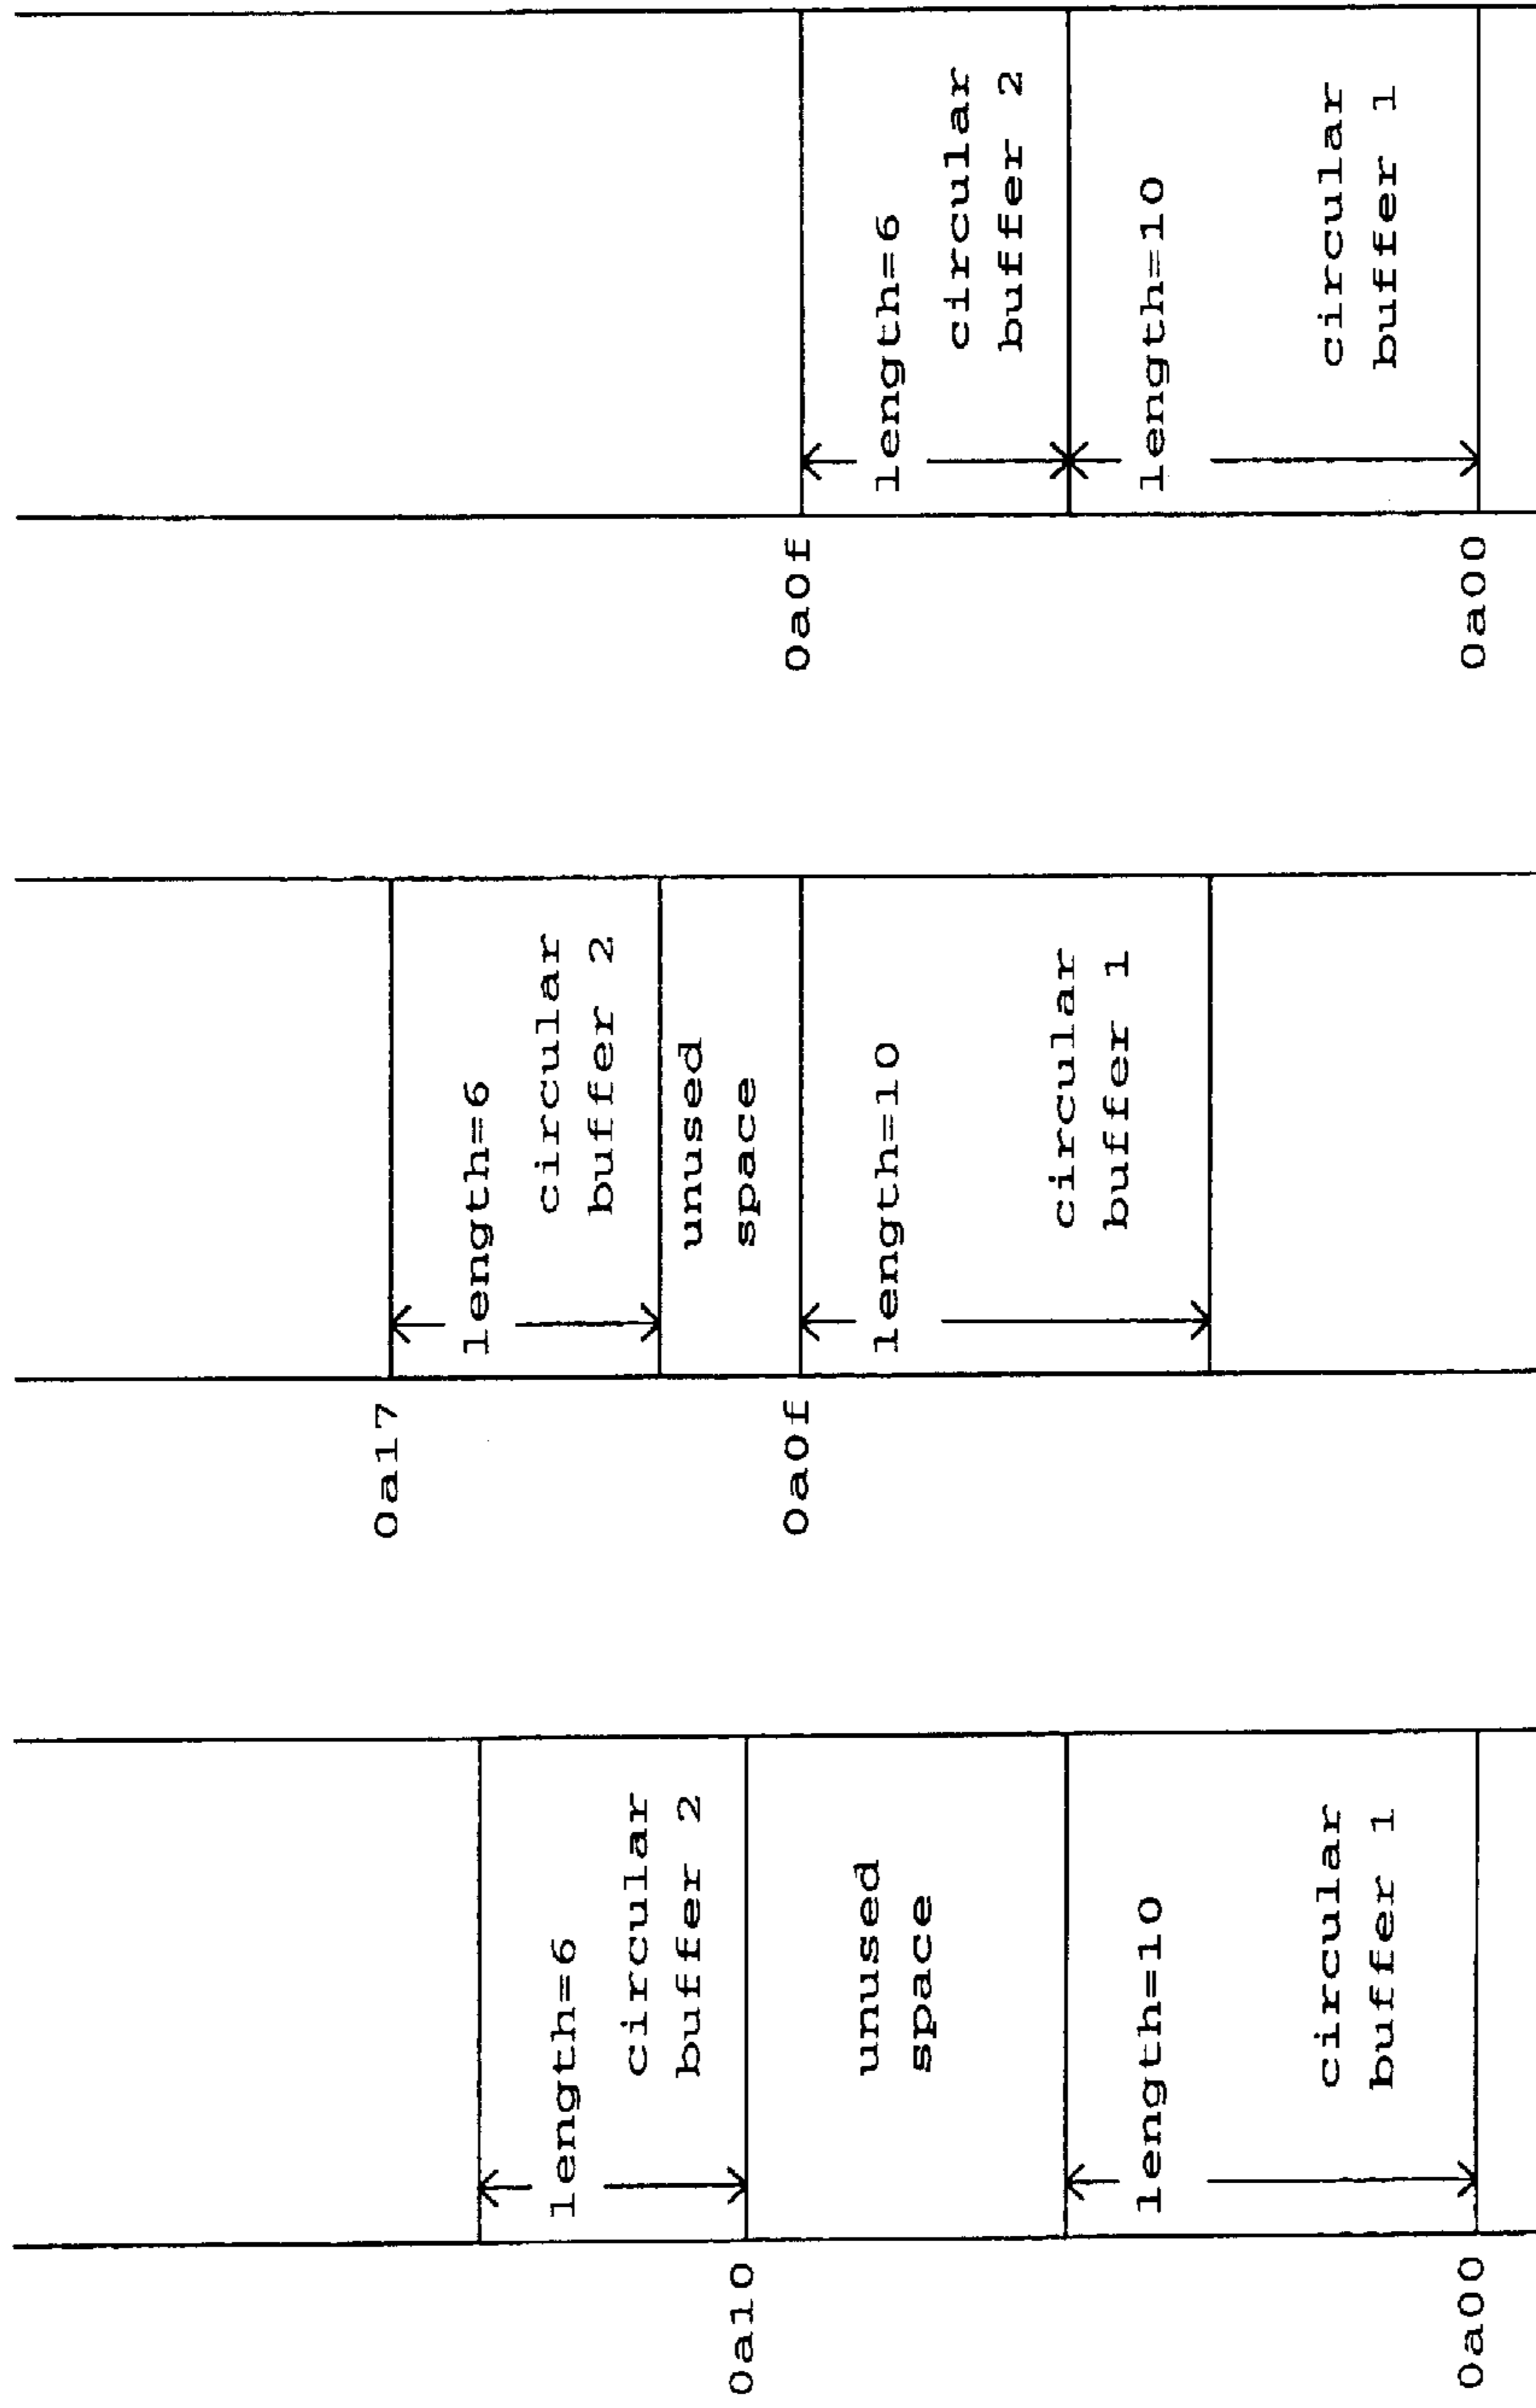 length=6
circular
buffer 2
0a10
unused
space
length=10
circular
buffer 1
0a00
0a17
length=6
circular
buffer 2
unused
space
0a0f
length=10
circular
buffer 1
0a0f
length=6
circular
buffer 2
length=10
circular
buffer 1
0a00